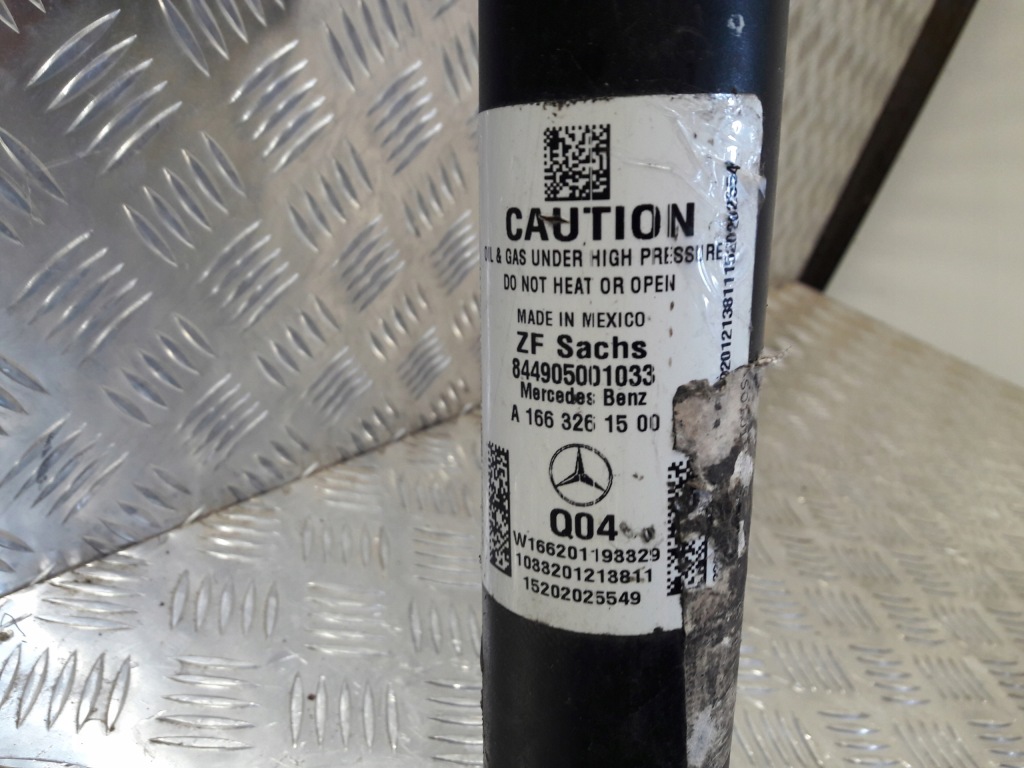 CAUTION
OIL & GAS UNDER HIGH PRESSURE
DO NOT HEAT OR OPEN
MADE IN MEXICO
ZF Sachs
844905001033
Mercedes Benz
A 166 326 15 00
Q04
W166201198829
1033201213811
15202025549